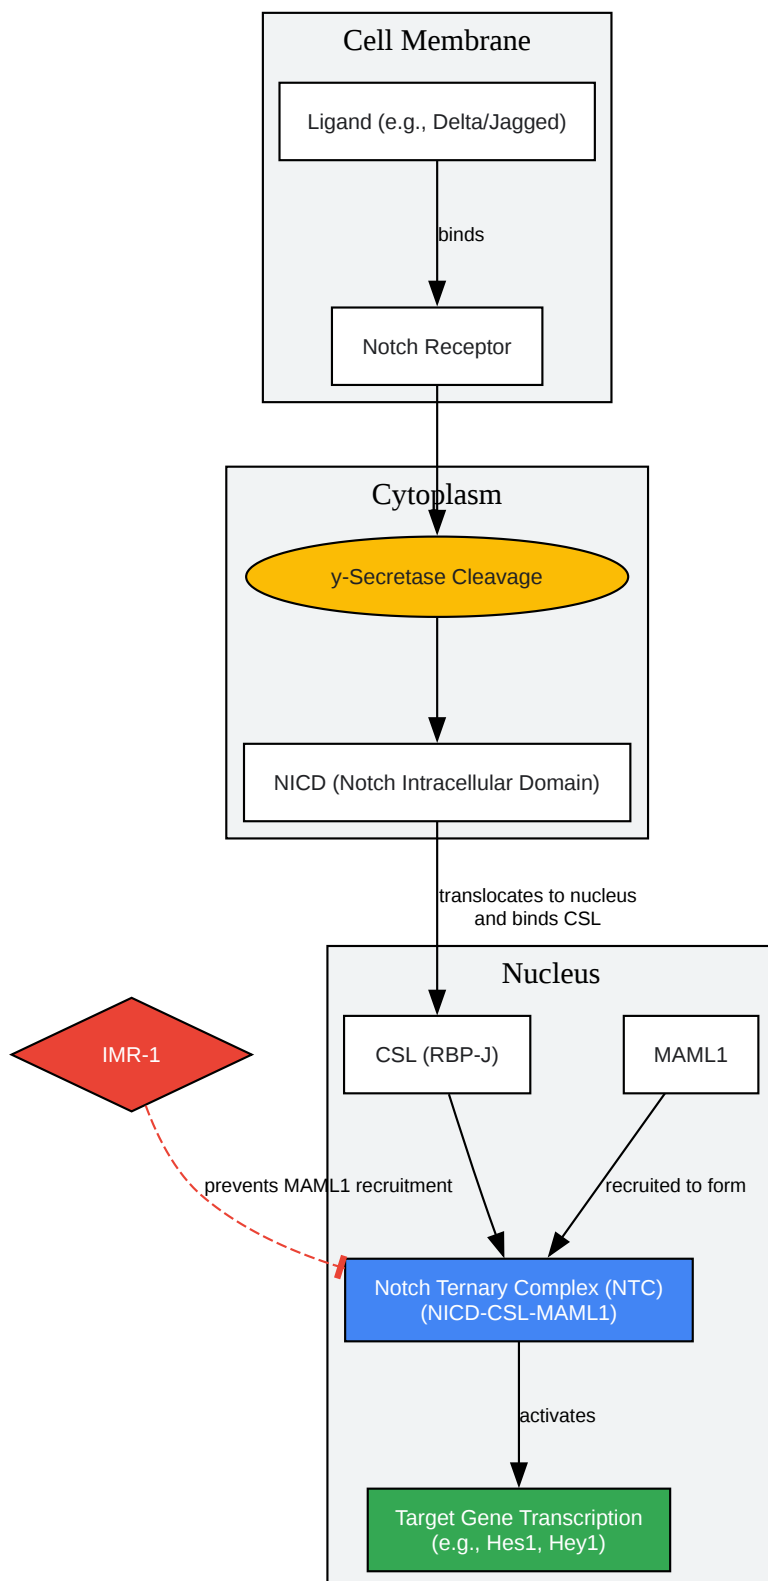 Cell Membrane
Ligand (e.g., Delta/Jagged)
binds
Notch Receptor
Cytoplasm
y-Secretase Cleavage
NICD (Notch Intracellular Domain)
translocates to nucleus
and binds CSL
Nucleus
IMR-1
CSL (RBP-J)
MAML1
prevents MAML1 recruitment
recruited to form
Notch Ternary Complex (NTC)
(NICD-CSL-MAML1)
activates
Target Gene Transcription
(e.g., Hes1, Hey1)